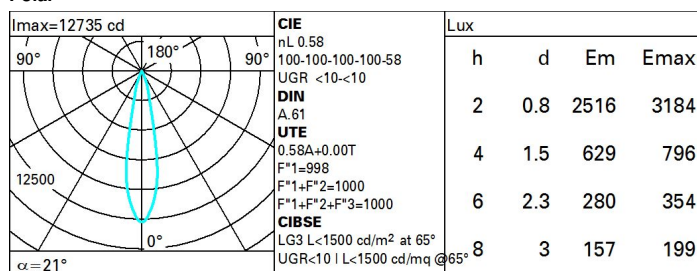 Imax=12735 cd
90° 180° 90°
12500
0°
α=21°
CIE
nL 0.58
100-100-100-100-58
UGR <10-<10
DIN
A.61
UTE
0.58A+0.00T
F"1=998
F"1+F"2=1000
F"1+F"2+F"3=1000
CIBSE
LG3 L<1500 cd/m² at 65°
UGR<10 | L<1500 cd/mq @65°
Lux
h d Em Emax
2 0.8 2516 3184
4 1.5 629 796
6 2.3 280 354
8 3 157 199